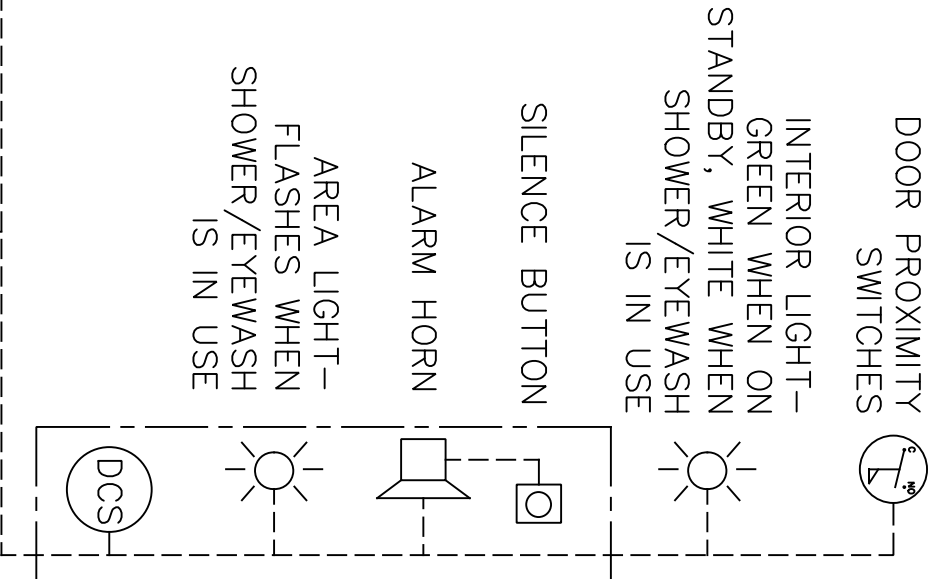 DOOR PROXIMITY
SWITCHES
INTERIOR LIGHT-
GREEN WHEN ON
STANDBY, WHITE WHEN
SHOWER/EYEWASH
IS IN USE
SILENCE BUTTON
ALARM HORN
AREA LIGHT-
FLASHES WHEN
SHOWER/EYEWASH
IS IN USE
C
NO
DCS